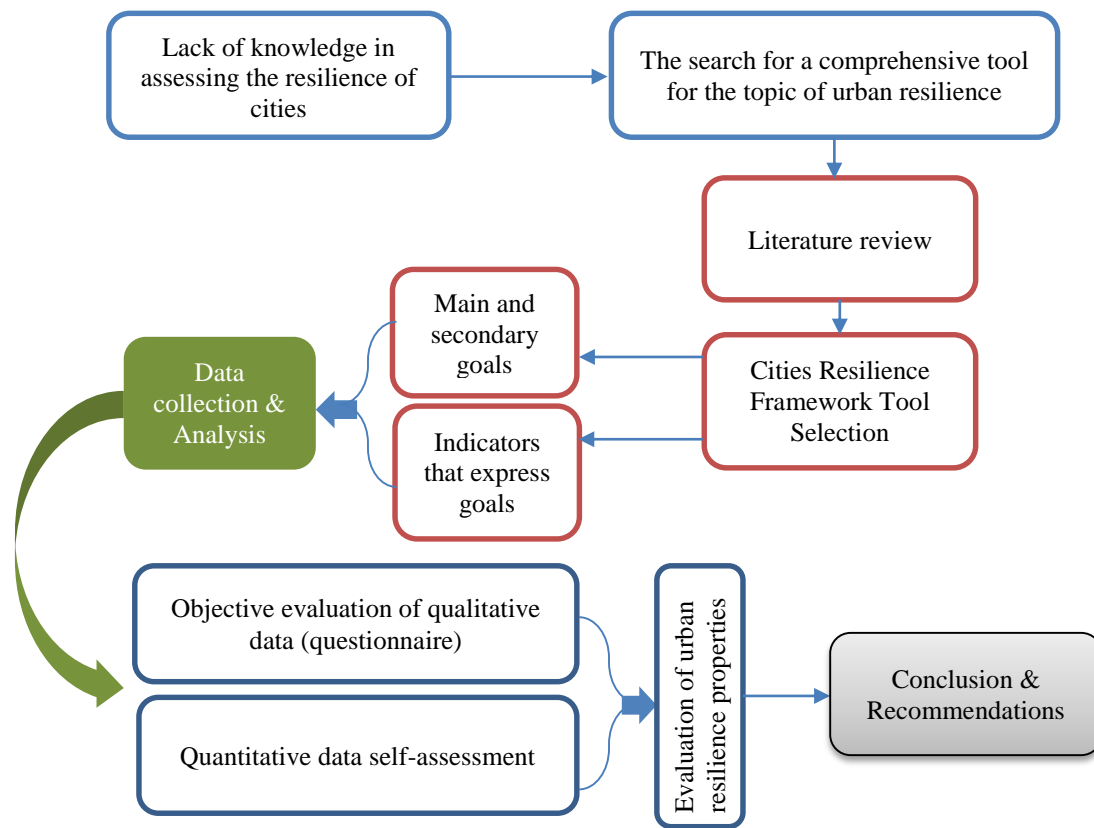 Lack of knowledge in
assessing the resilience of
cities
The search for a comprehensive tool
for the topic of urban resilience
Literature review
Main and
secondary
goals
Cities Resilience
Framework Tool
Selection
Data
collection &
Analysis
Indicators
that express
goals
Objective evaluation of qualitative
data (questionnaire)
Quantitative data self-assessment
Evaluation of urban
resilience properties
Conclusion &
Recommendations